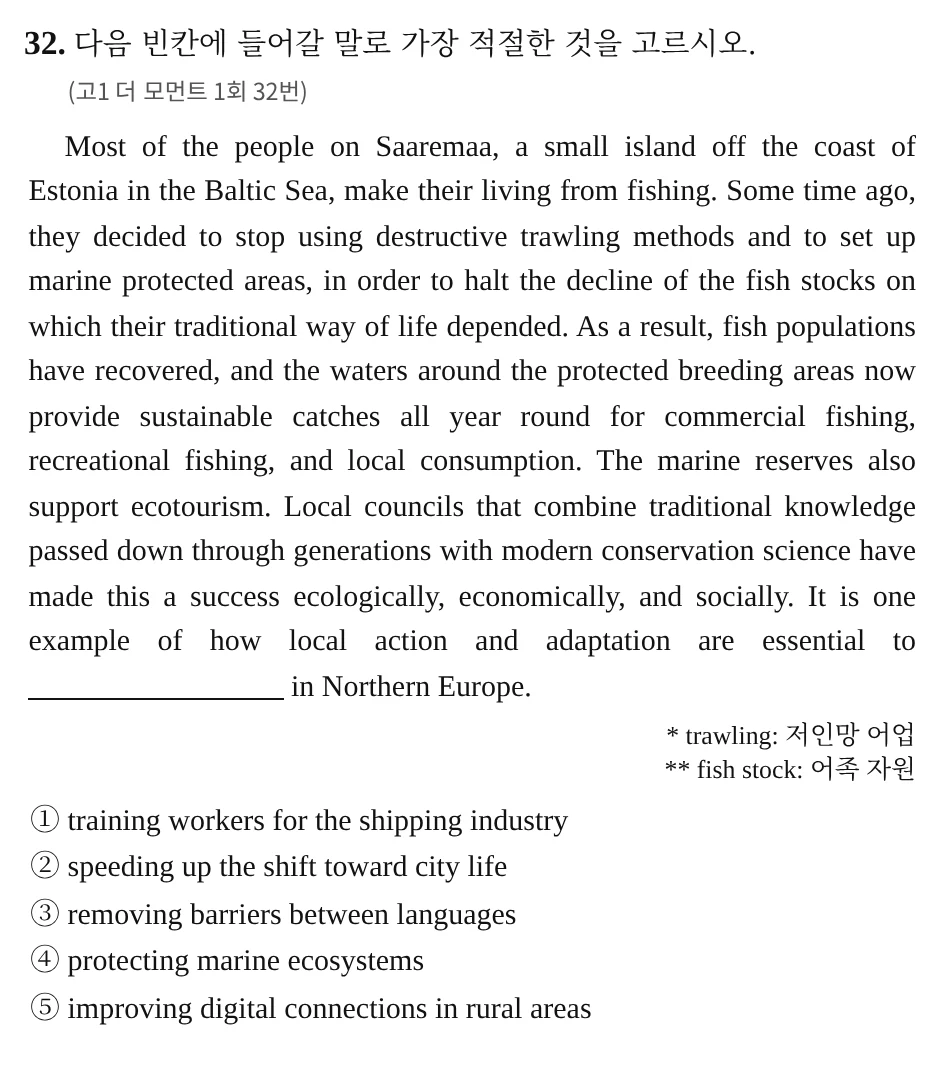 32. 다음 빈칸에 들어갈 말로 가장 적절한 것을 고르시오.
(고1 더 모먼트 1회 32번)
Most of the people on Saaremaa, a small island off the coast of
Estonia in the Baltic Sea, make their living from fishing. Some time ago,
they decided to stop using destructive trawling methods and to set up
marine protected areas, in order to halt the decline of the fish stocks on
which their traditional way of life depended. As a result, fish populations
have recovered, and the waters around the protected breeding areas now
provide sustainable catches all year round for commercial fishing,
recreational fishing, and local consumption. The marine reserves also
support ecotourism. Local councils that combine traditional knowledge
passed down through generations with modern conservation science have
made this a success ecologically, economically, and socially. It is one
example of how local action and adaptation are essential to
________________ in Northern Europe.
* trawling: 저인망 어업
** fish stock: 어족 자원
① training workers for the shipping industry
② speeding up the shift toward city life
③ removing barriers between languages
④ protecting marine ecosystems
⑤ improving digital connections in rural areas